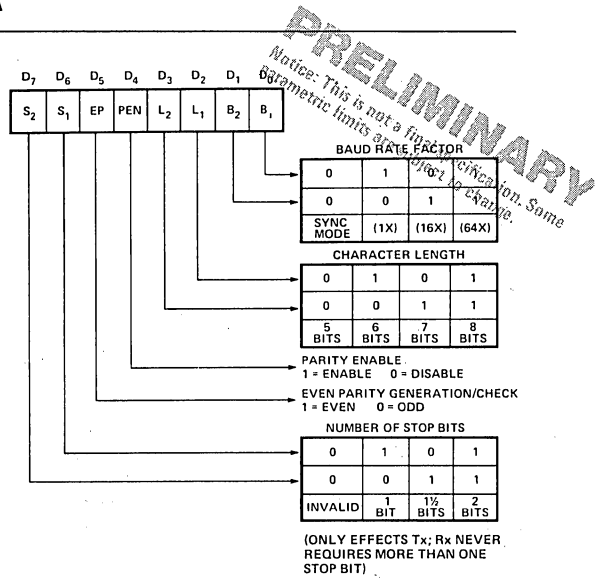 PRELIMINARY
Notice: This is not a final specification. Some
parametric limits are subject to change.
D7 D6 D5 D4 D3 D2 D1 D0
S2 S1 EP PEN L2 L1 B2 B1
BAUD RATE FACTOR
0 1 0
0 0 1
SYNC MODE (1X) (16X) (64X)
CHARACTER LENGTH
0 1 0 1
0 0 1 1
5 BITS 6 BITS 7 BITS 8 BITS
PARITY ENABLE
1 = ENABLE 0 = DISABLE
EVEN PARITY GENERATION/CHECK
1 = EVEN 0 = ODD
NUMBER OF STOP BITS
0 1 0 1
0 0 1 1
INVALID 1 BIT 1½ BITS 2 BITS
(ONLY EFFECTS Tx; Rx NEVER
REQUIRES MORE THAN ONE
STOP BIT)